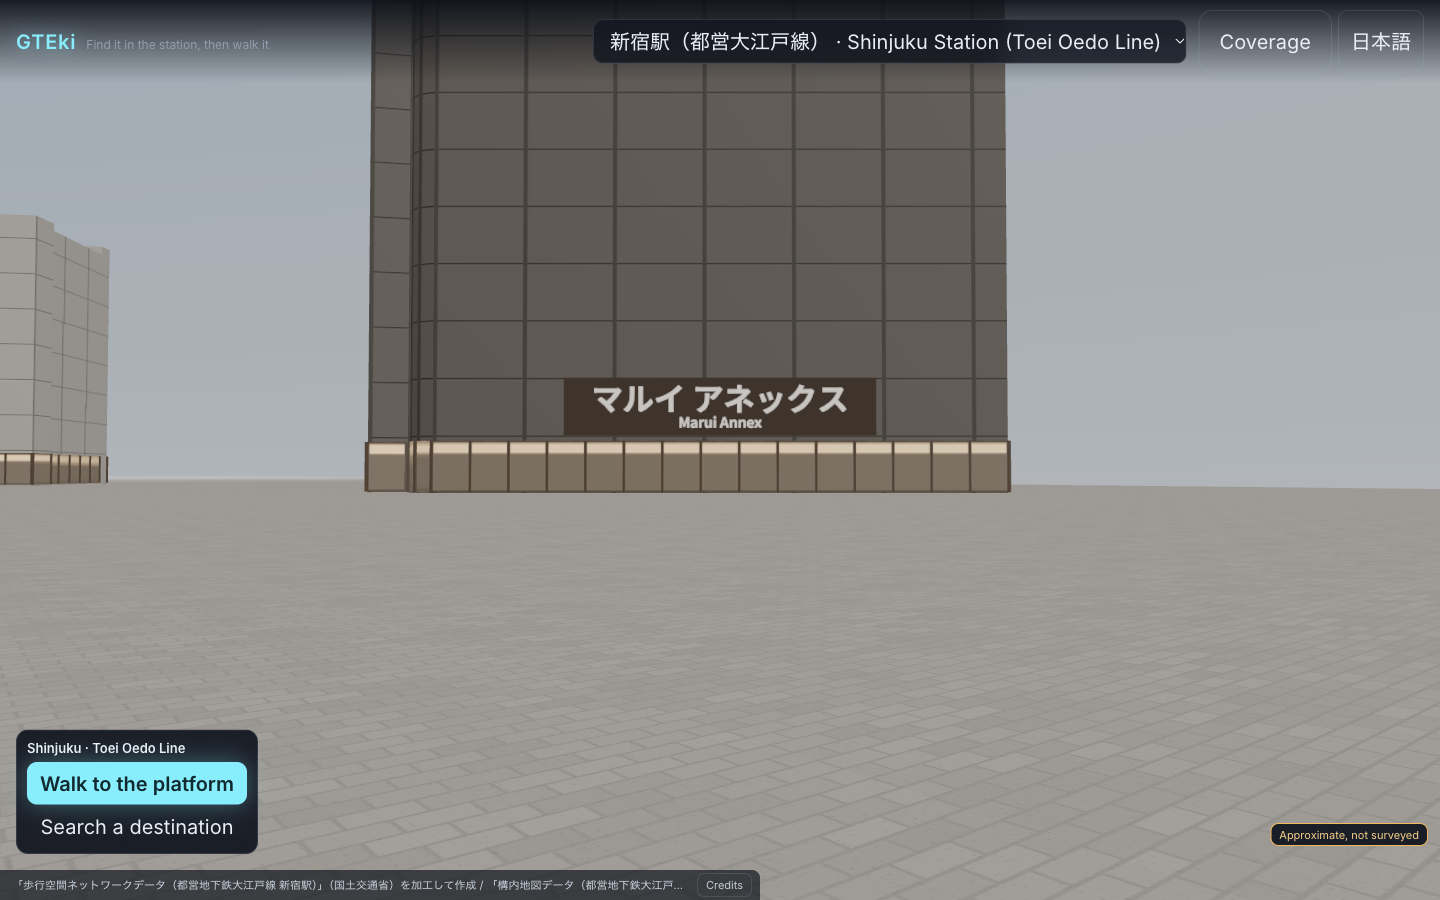 GTEki Find it in the station, then walk it
新宿駅（都営大江戸線） · Shinjuku Station (Toei Oedo Line)
Coverage
日本語
マルイ アネックス
Marui Annex
Shinjuku · Toei Oedo Line
Walk to the platform
Search a destination
Approximate, not surveyed
「歩行空間ネットワークデータ（都営地下鉄大江戸線 新宿駅）」（国土交通省）を加工して作成 / 「構内地図データ（都営地下鉄大江戸...
Credits